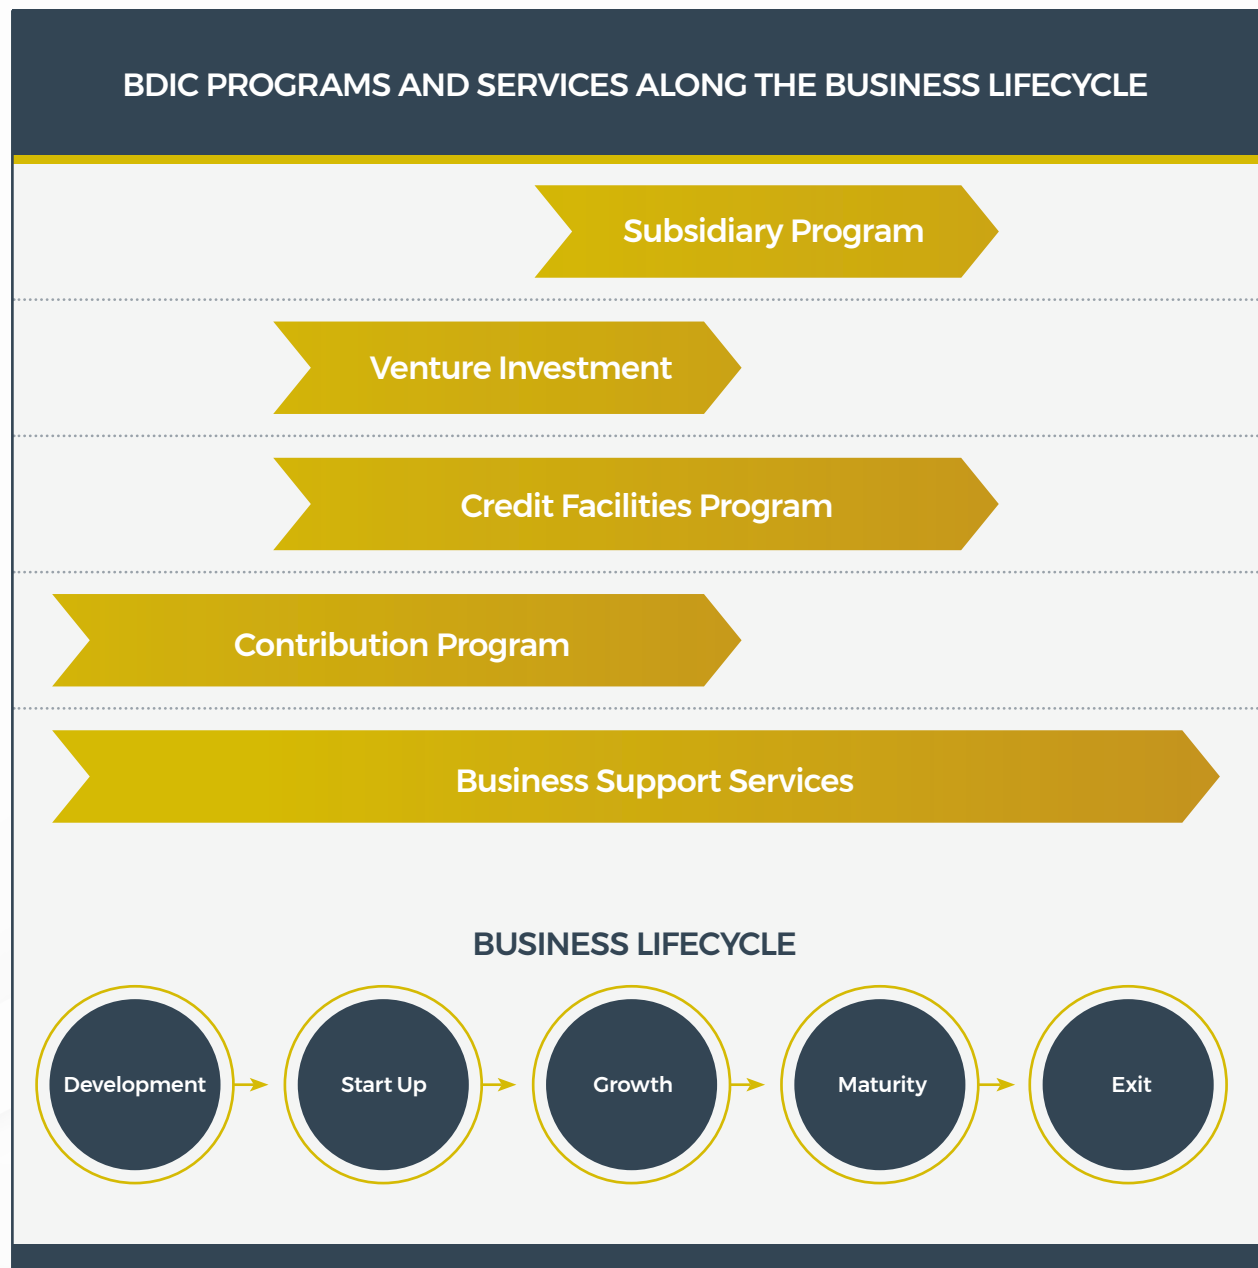 BDIC PROGRAMS AND SERVICES ALONG THE BUSINESS LIFECYCLE
Subsidiary Program
Venture Investment
Credit Facilities Program
Contribution Program
Business Support Services
BUSINESS LIFECYCLE
Development
Start Up
Growth
Maturity
Exit